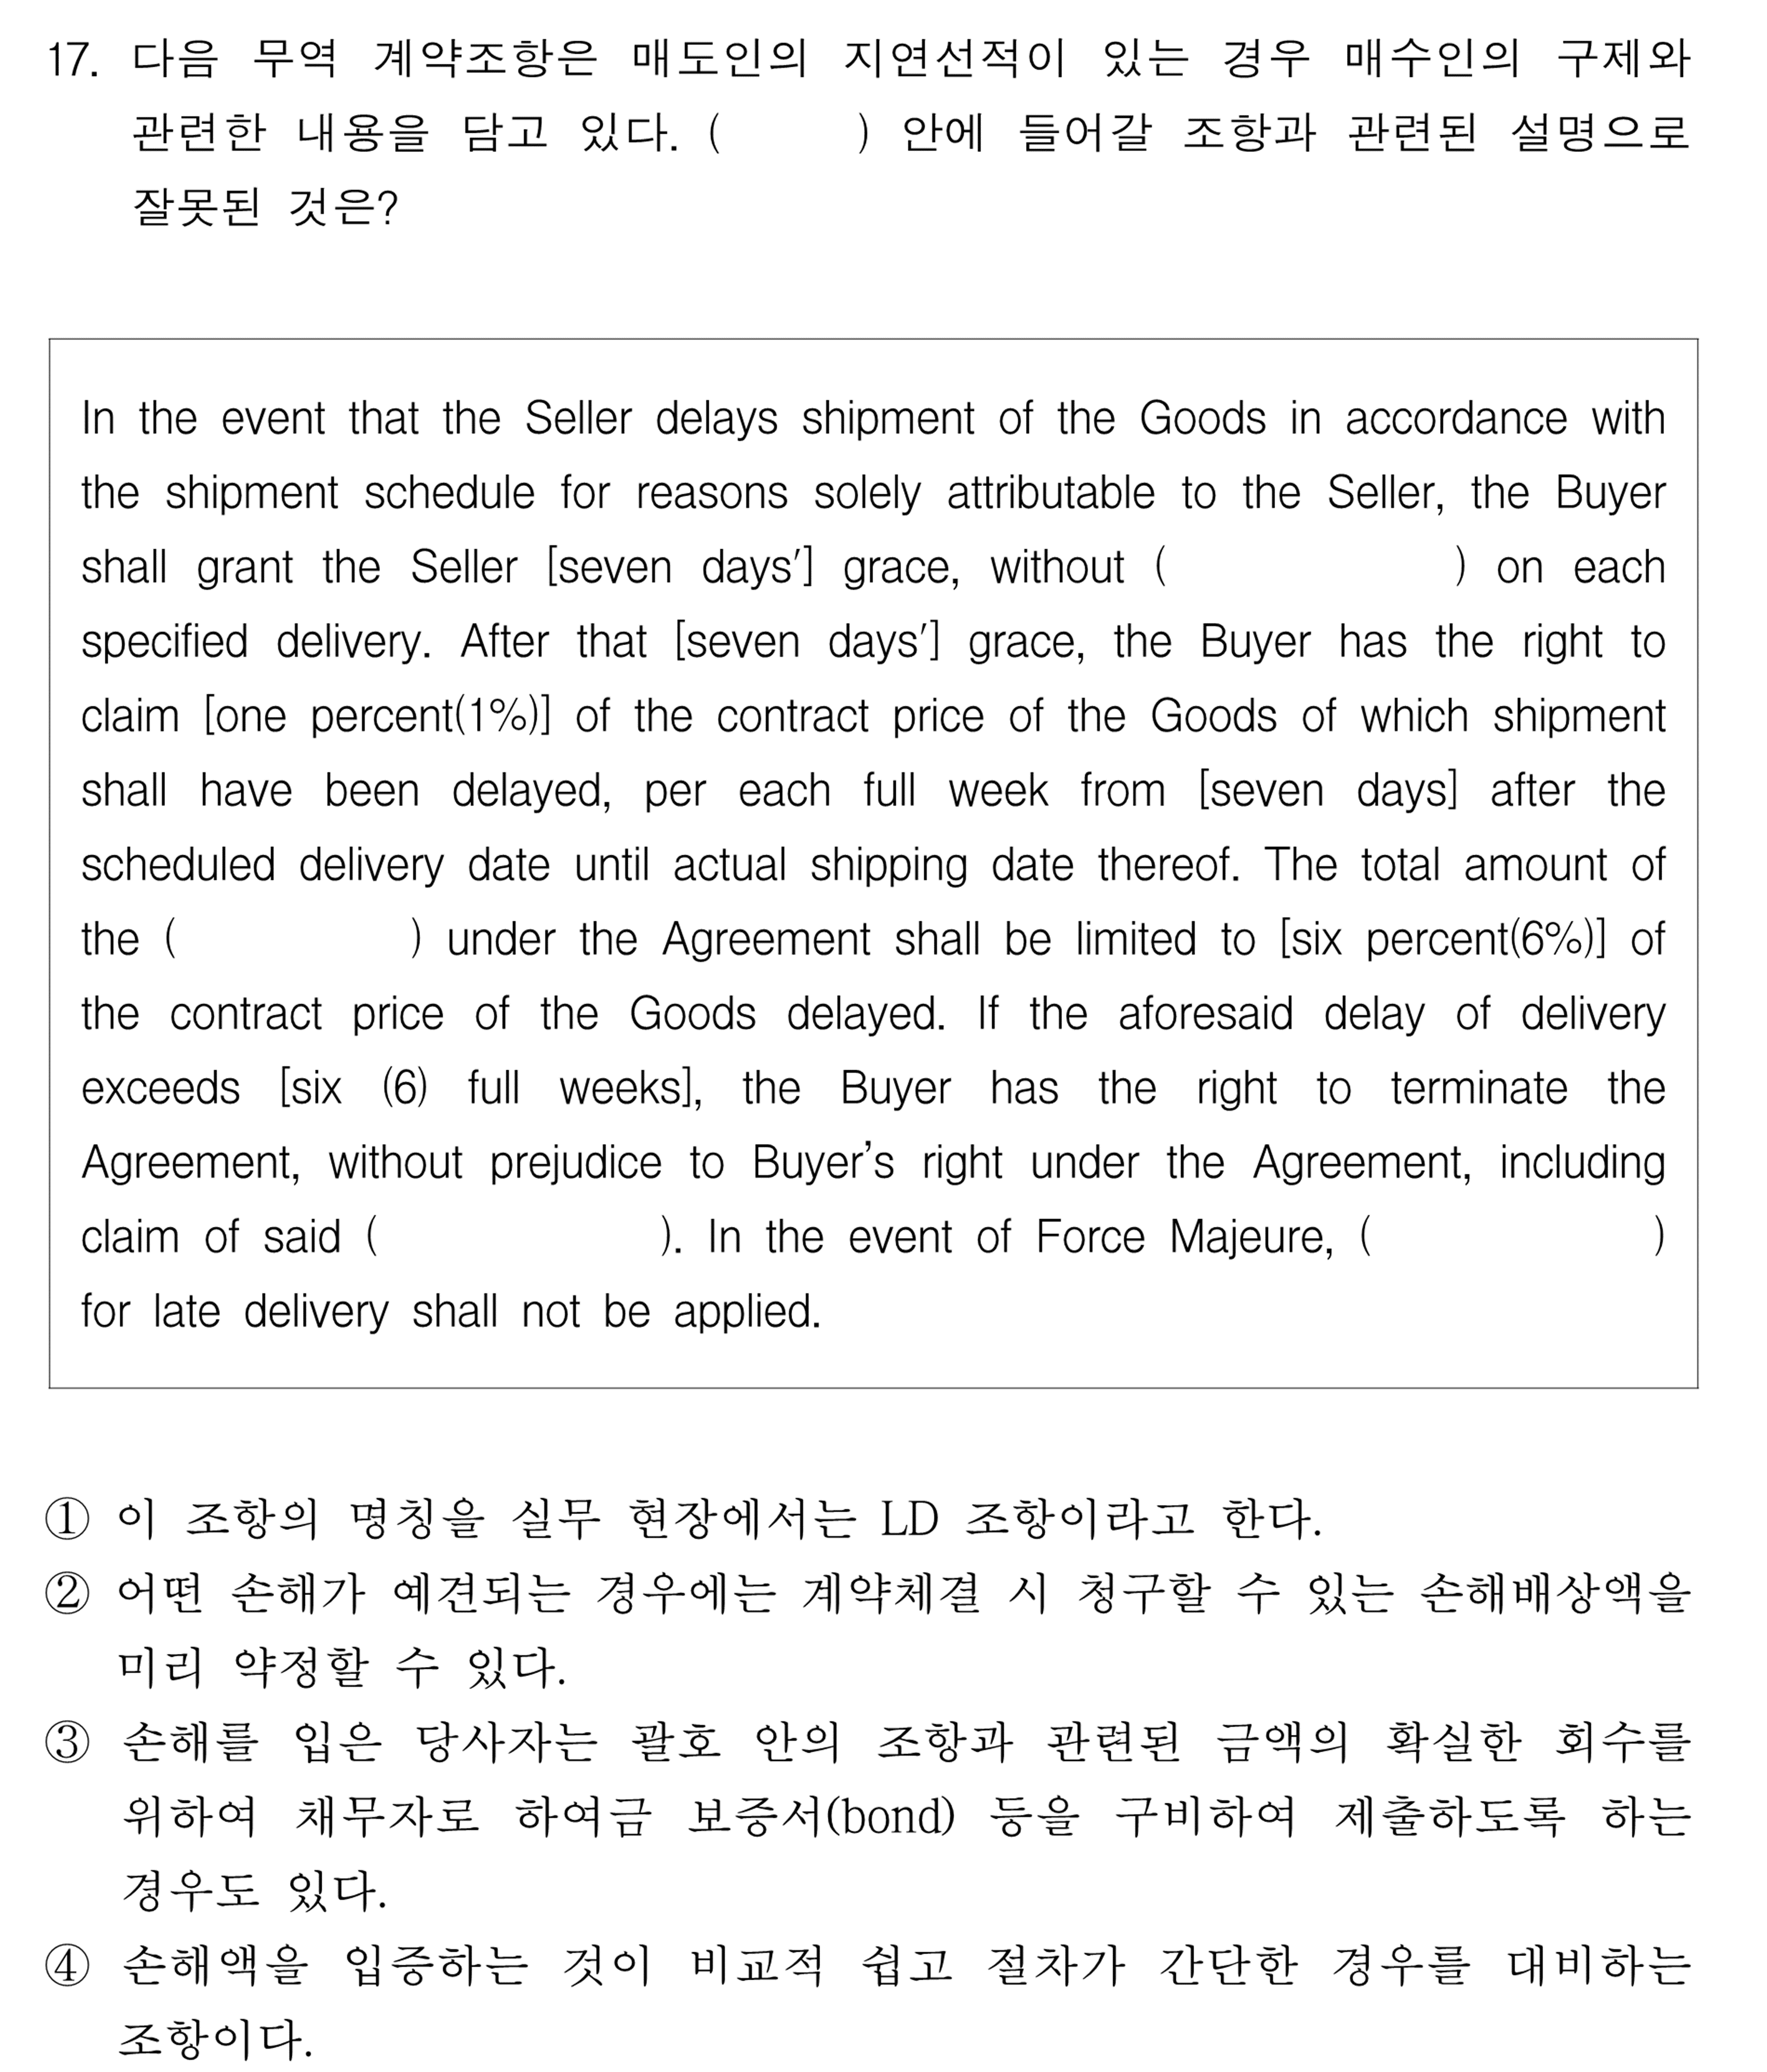 17. 다음 무역 계약조항은 매도인의 지연선적이 있는 경우 매수인의 구제와
관련한 내용을 담고 있다. (          ) 안에 들어갈 조항과 관련된 설명으로
잘못된 것은?
In the event that the Seller delays shipment of the Goods in accordance with
the shipment schedule for reasons solely attributable to the Seller, the Buyer
shall grant the Seller [seven days′] grace, without (          ) on each
specified delivery. After that [seven days′] grace, the Buyer has the right to
claim [one percent(1%)] of the contract price of the Goods of which shipment
shall have been delayed, per each full week from [seven days] after the
scheduled delivery date until actual shipping date thereof. The total amount of
the (          ) under the Agreement shall be limited to [six percent(6%)] of
the contract price of the Goods delayed. If the aforesaid delay of delivery
exceeds [six (6) full weeks], the Buyer has the right to terminate the
Agreement, without prejudice to Buyer's right under the Agreement, including
claim of said (          ). In the event of Force Majeure, (          )
for late delivery shall not be applied.
① 이 조항의 명칭을 실무 현장에서는 LD 조항이라고 한다.
② 어떤 손해가 예견되는 경우에는 계약체결 시 청구할 수 있는 손해배상액을
미리 약정할 수 있다.
③ 손해를 입은 당사자는 괄호 안의 조항과 관련된 금액의 확실한 회수를
위하여 채무자로 하여금 보증서(bond) 등을 구비하여 제출하도록 하는
경우도 있다.
④ 손해액을 입증하는 것이 비교적 쉽고 절차가 간단한 경우를 대비하는
조항이다.